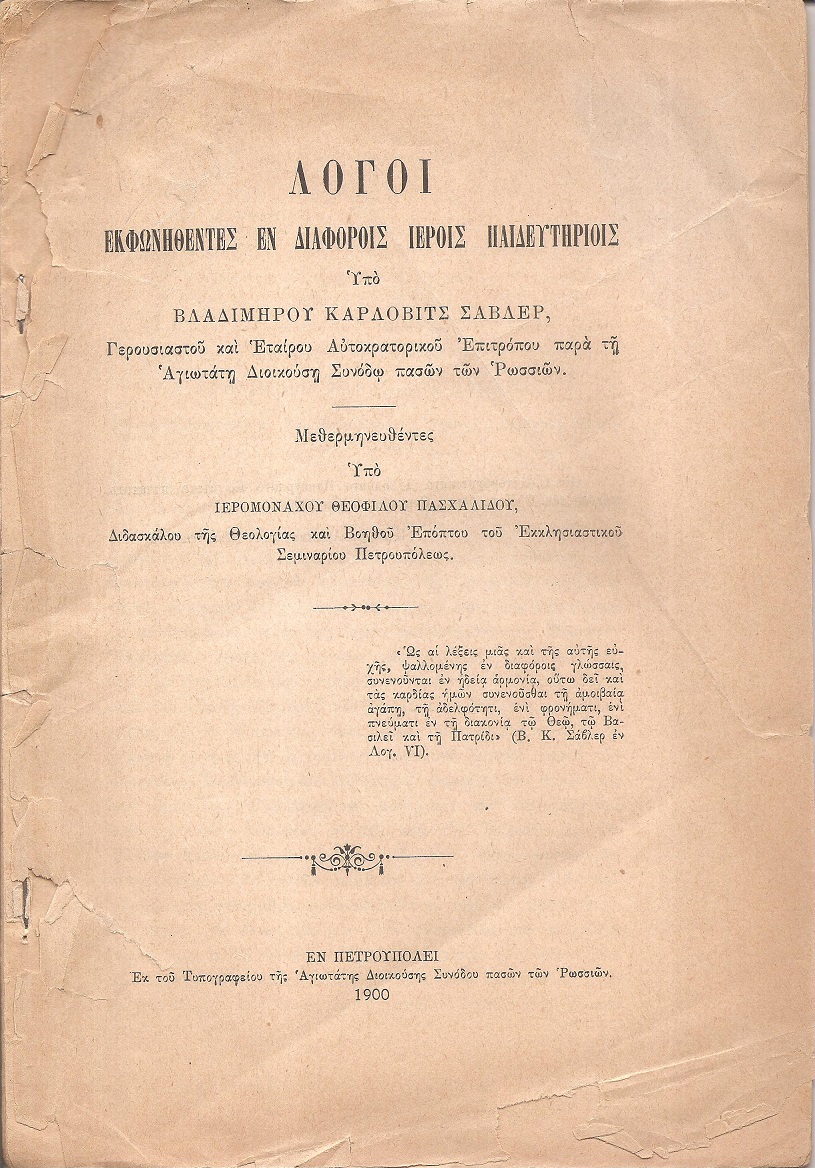 ΛΟΓΟΙ
ΕΚΦΩΝΗΘΕΝΤΕΣ ΕΝ ΔΙΑΦΟΡΟΙΣ ΙΕΡΟΙΣ ΠΑΙΔΕΥΤΗΡΙΟΙΣ
Ὑπὸ
ΒΛΑΔΙΜΗΡΟΥ ΚΑΡΛΟΒΙΤΣ ΣΑΒΛΕΡ,
Γερουσιαστοῦ καὶ Ἑταίρου Αὐτοκρατορικοῦ Ἐπιτρόπου παρὰ τῇ
Ἁγιωτάτῃ Διοικούσῃ Συνόδῳ πασῶν τῶν Ῥωσσιῶν.
Μεθερμηνευθέντες
Ὑπὸ
ΙΕΡΟΜΟΝΑΧΟΥ ΘΕΟΦΙΛΟΥ ΠΑΣΧΑΛΙΔΟΥ,
Διδασκάλου τῆς Θεολογίας καὶ Βοηθοῦ Ἐπόπτου τοῦ Ἐκκλησιαστικοῦ
Σεμιναρίου Πετρουπόλεως.
«Ὡς αἱ λέξεις μιᾶς καὶ τῆς αὐτῆς εὐ-
χῆς, ψαλλομένης ἐν διαφόροις γλώσσαις,
συνενοῦνται ἐν ἡδείᾳ ἁρμονίᾳ, οὕτω δεῖ καὶ
τὰς καρδίας ἡμῶν συνενοῦσθαι τῇ ἀμοιβαίᾳ
ἀγάπῃ, τῇ ἀδελφότητι, ἑνὶ φρονήματι, ἑνὶ
πνεύματι ἐν τῇ διακονίᾳ τῷ Θεῷ, τῷ Βα-
σιλεῖ καὶ τῇ Πατρίδι» (Β. Κ. Σάβλερ ἐν
Λογ. VI).
ΕΝ ΠΕΤΡΟΥΠΟΛΕΙ
Ἐκ τοῦ Τυπογραφείου τῆς Ἁγιωτάτης Διοικούσης Συνόδου πασῶν τῶν Ῥωσσιῶν.
1900